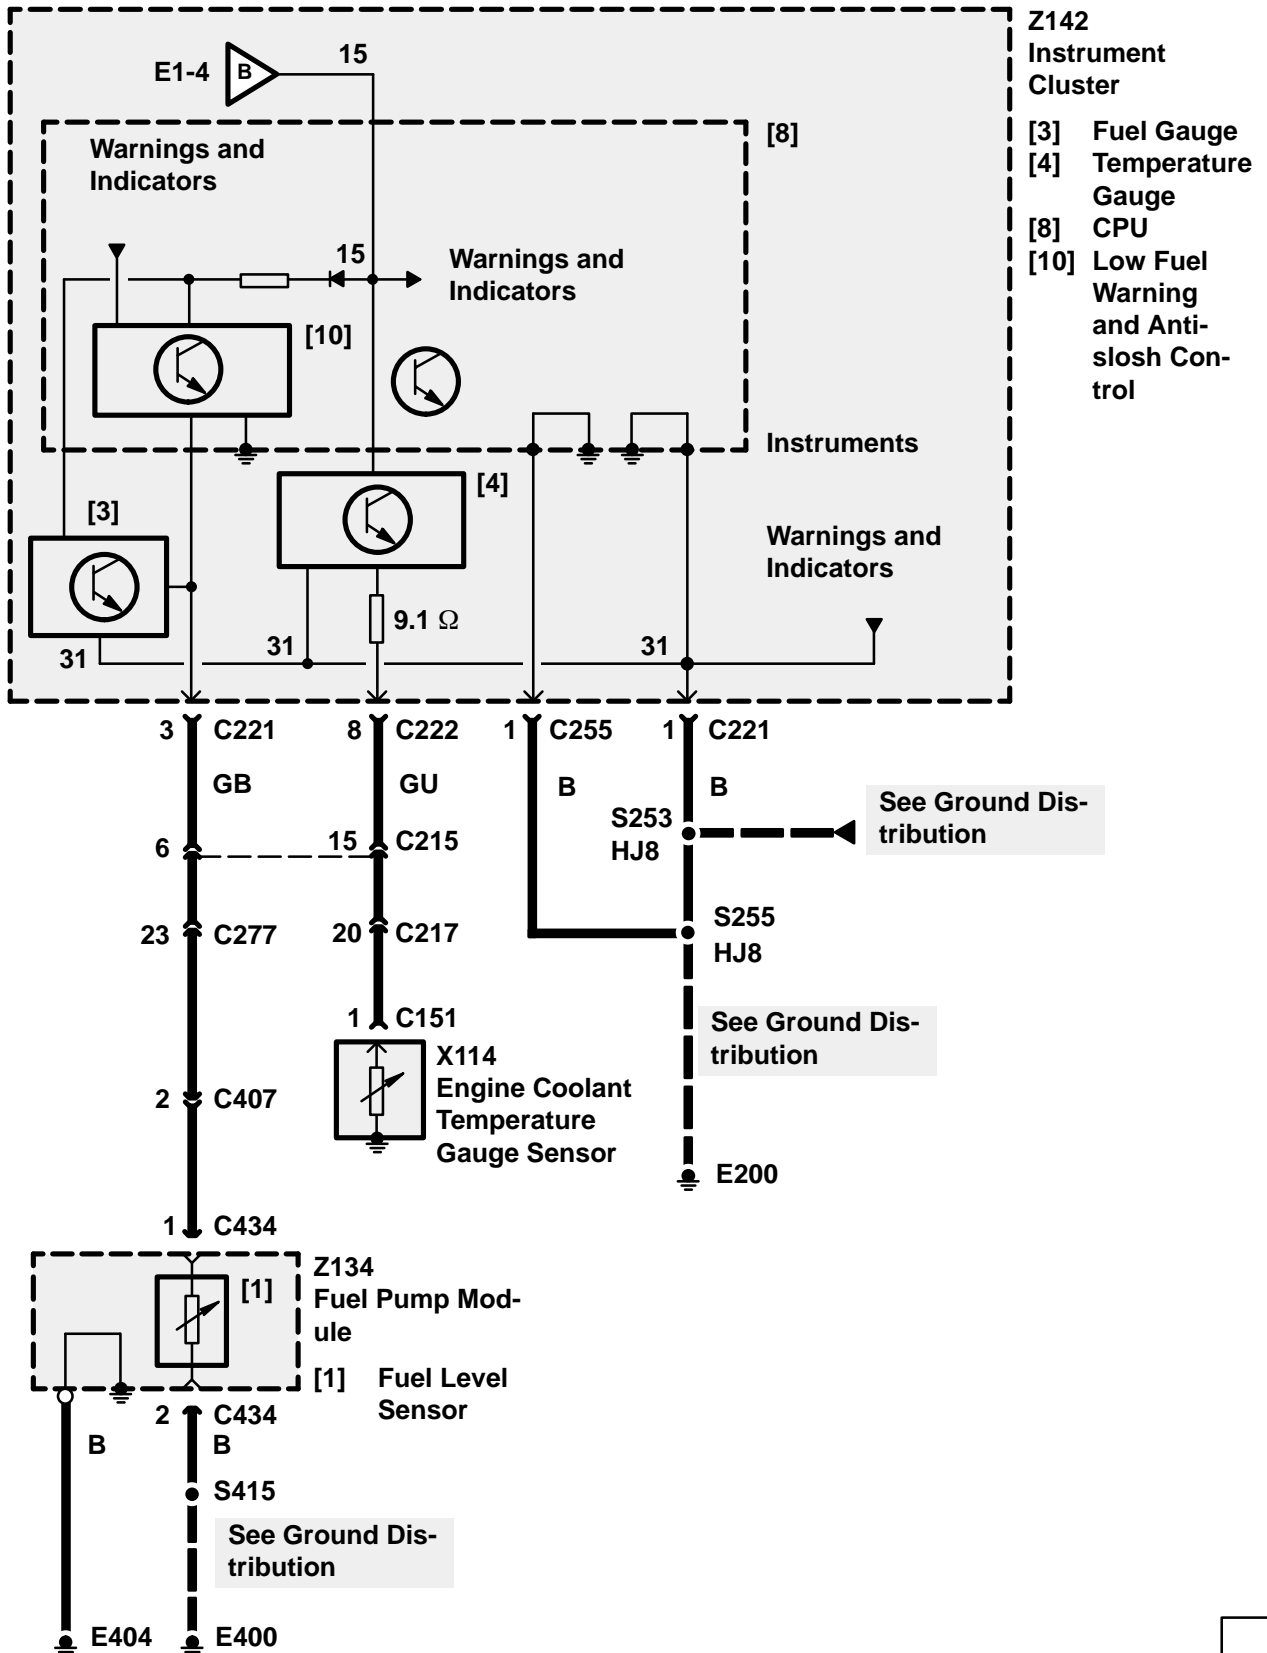 Z142
Instrument
Cluster
[3] Fuel Gauge
[4] Temperature
Gauge
[8] CPU
[10] Low Fuel
Warning
and Anti-
slosh Con-
trol
E1-4 B 15
[8]
Warnings and
Indicators
15
Warnings and
Indicators
[10]
Instruments
[4]
[3]
Warnings and
Indicators
9.1 Ω
31 31 31
3 C221 8 C222 1 C255 1 C221
GB GU B B
See Ground Dis-
tribution
S253
HJ8
6 15 C215
23 C277 20 C217
S255
HJ8
1 C151
See Ground Dis-
tribution
X114
Engine Coolant
Temperature
Gauge Sensor
2 C407
E200
1 C434
Z134
Fuel Pump Mod-
ule
[1]
[1] Fuel Level
Sensor
2 C434
B B
S415
See Ground Dis-
tribution
E404 E400